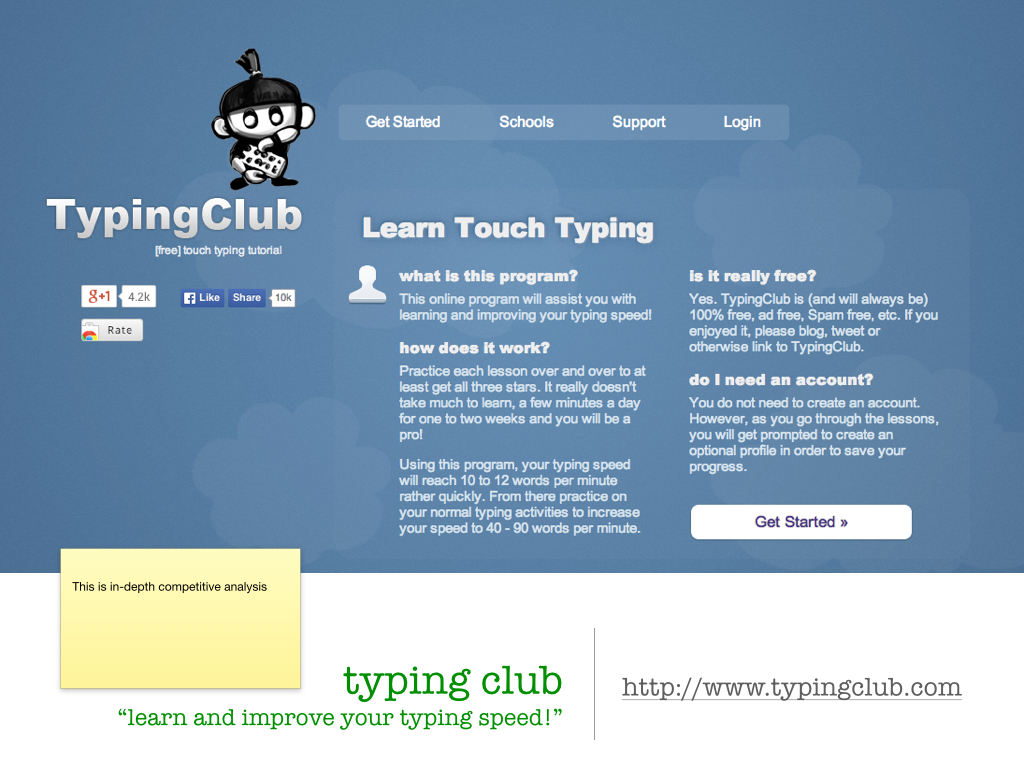 Get Started Schools Support Login
TypingClub
[free] touch typing tutorial
g+1 4.2k
Like Share 10k
Rate
Learn Touch Typing
what is this program?
This online program will assist you with
learning and improving your typing speed!
how does it work?
Practice each lesson over and over to at
least get all three stars. It really doesn't
take much to learn, a few minutes a day
for one to two weeks and you will be a
pro!
Using this program, your typing speed
will reach 10 to 12 words per minute
rather quickly. From there practice on
your normal typing activities to increase
your speed to 40 - 90 words per minute.
is it really free?
Yes. TypingClub is (and will always be)
100% free, ad free, Spam free, etc. If you
enjoyed it, please blog, tweet or
otherwise link to TypingClub.
do I need an account?
You do not need to create an account.
However, as you go through the lessons,
you will get prompted to create an
optional profile in order to save your
progress.
Get Started »
This is in-depth competitive analysis
typing club
“learn and improve your typing speed!”
http://www.typingclub.com